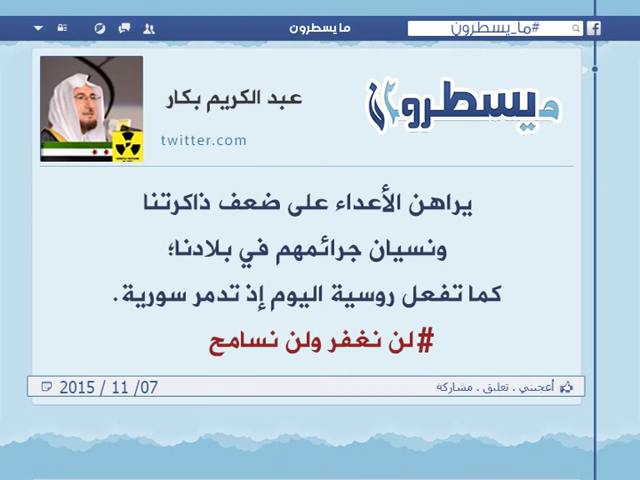 ما يسطرون
#ما_يسطرون
ما يسطرون
عبد الكريم بكار
twitter.com
يراهن الأعداء على ضعف ذاكرتنا
ونسيان جرائمهم في بلادنا؛
كما تفعل روسية اليوم إذ تدمر سورية.
#لن نغفر ولن نسامح
أعجبني . تعليق . مشاركة
2015 / 11 /07